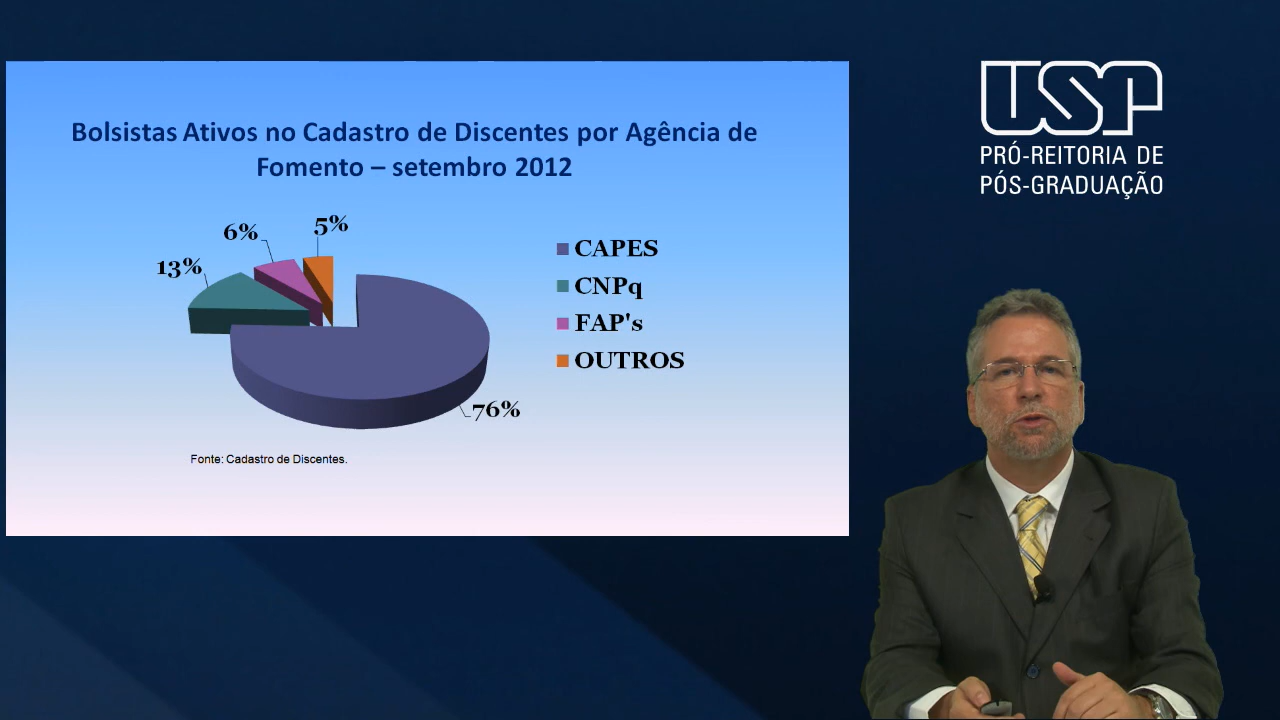 Bolsistas Ativos no Cadastro de Discentes por Agência de
Fomento – setembro 2012
5%
6%
13%
76%
CAPES
CNPq
FAP's
OUTROS
Fonte: Cadastro de Discentes.
USP
PRÓ-REITORIA DE
PÓS-GRADUAÇÃO